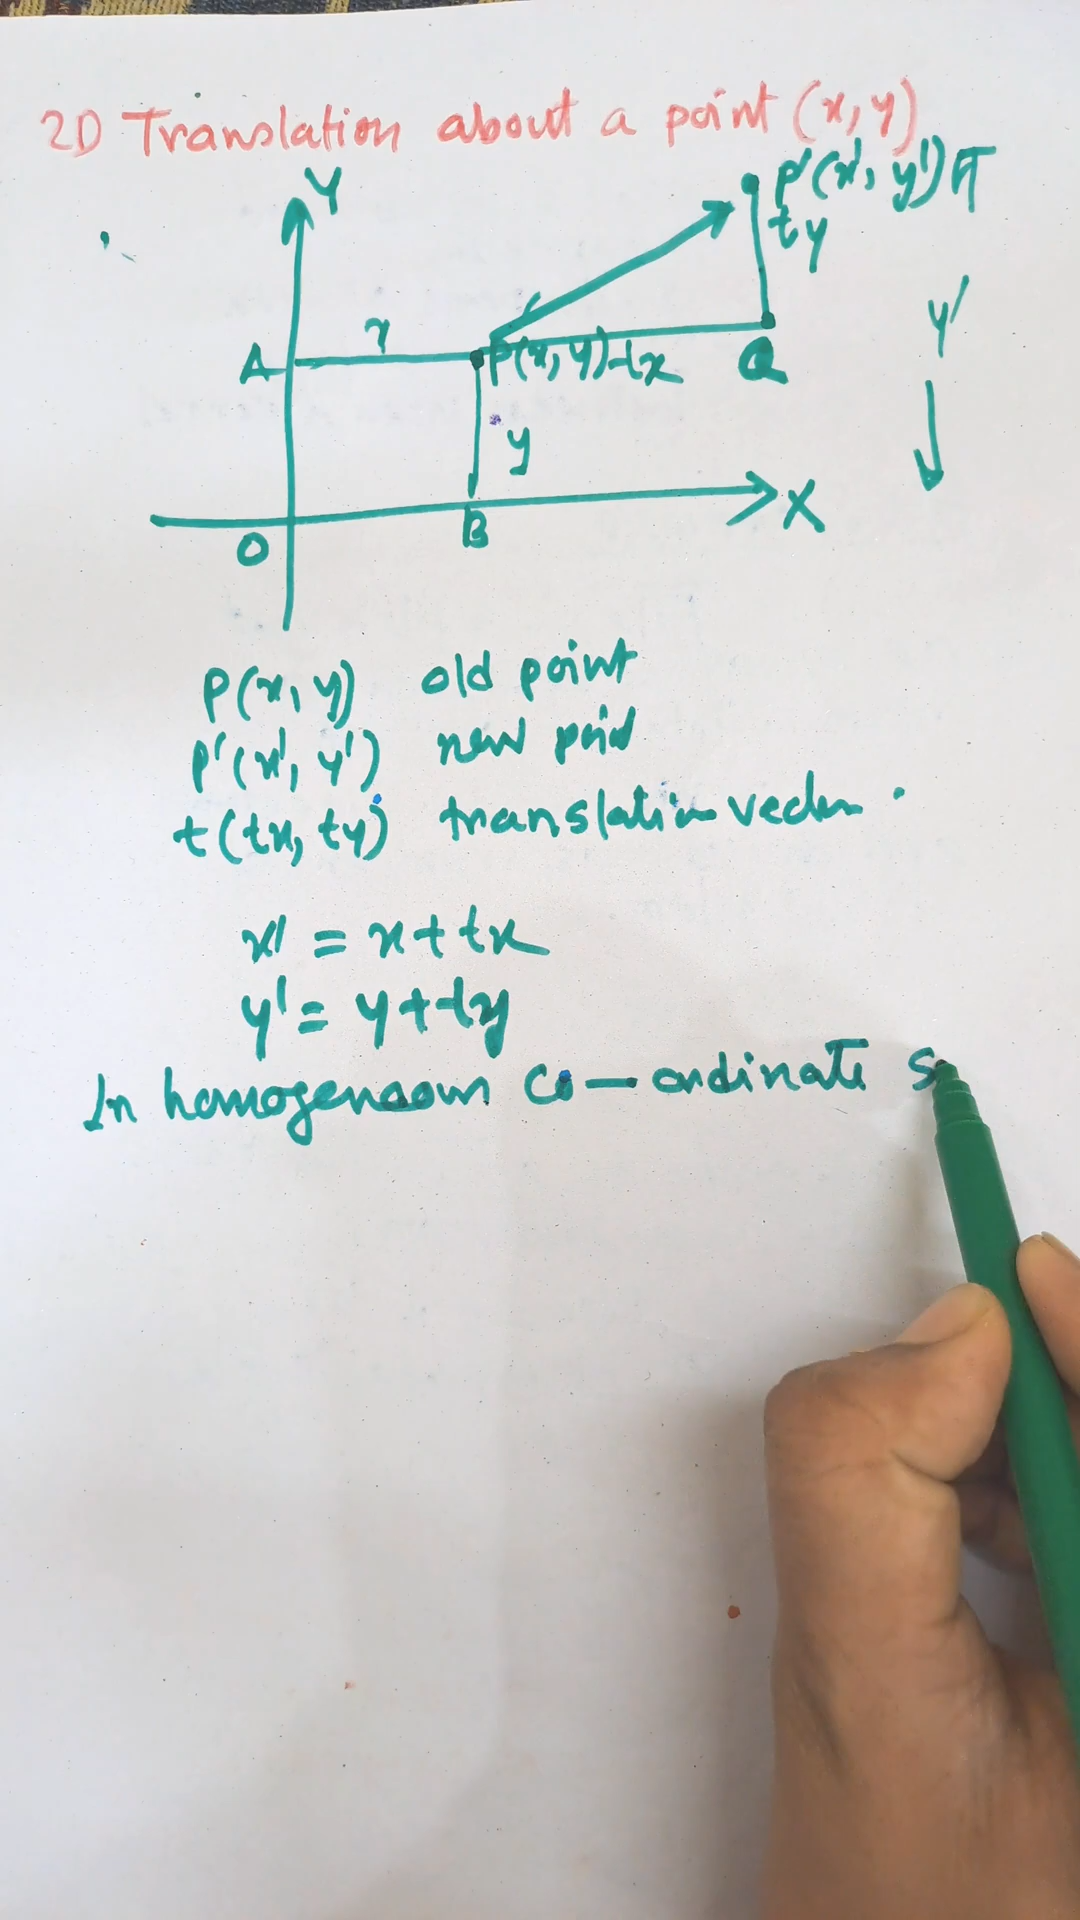 2D Translation about a point (x, y)
Y
P'(x', y')
ty
y'
x
A
P(x, y) tx
Q
y
X
O
B
P(x, y) old point
P'(x', y') new point
t(tx, ty) translation vector
x' = x + tx
y' = y + ty
In homogeneous co-ordinate s